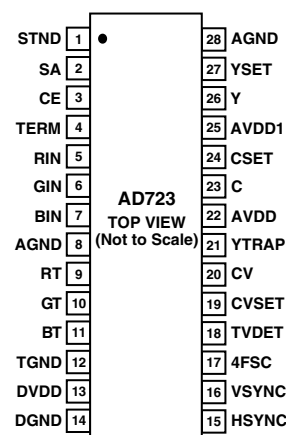 STND 1 28 AGND
SA 2 27 YSET
CE 3 26 Y
TERM 4 25 AVDD1
RIN 5 24 CSET
GIN 6 23 C
BIN 7 AD723 22 AVDD
AGND 8 TOP VIEW (Not to Scale) 21 YTRAP
RT 9 20 CV
GT 10 19 CVSET
BT 11 18 TVDET
TGND 12 17 4FSC
DVDD 13 16 VSYNC
DGND 14 15 HSYNC